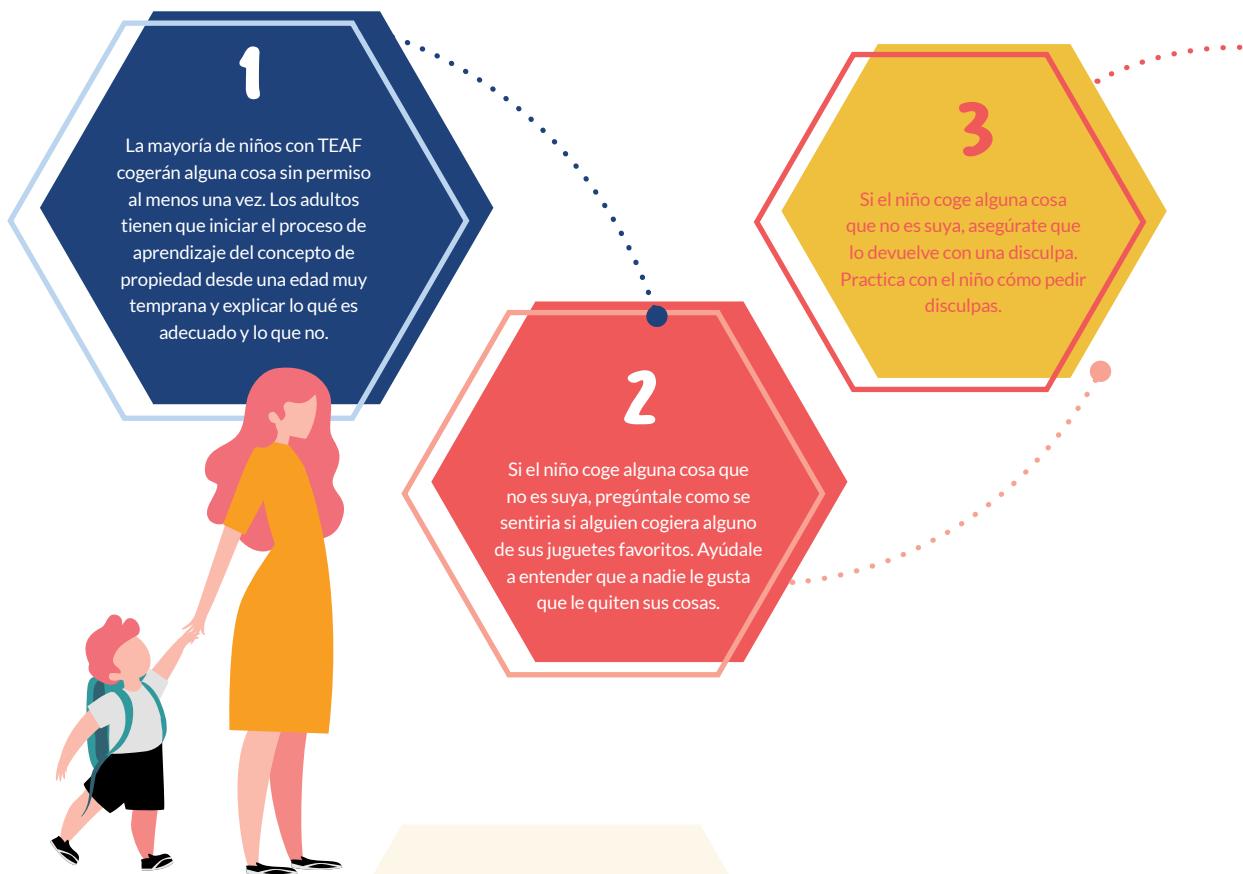 1
La mayoría de niños con TEAF
cogerán alguna cosa sin permiso
al menos una vez. Los adultos
tienen que iniciar el proceso de
aprendizaje del concepto de
propiedad desde una edad muy
temprana y explicar lo qué es
adecuado y lo que no.
2
Si el niño coge alguna cosa que
no es suya, pregúntale como se
sentiria si alguien cogiera alguno
de sus juguetes favoritos. Ayúdale
a entender que a nadie le gusta
que le quiten sus cosas.
3
Si el niño coge alguna cosa
que no es suya, asegúrate que
lo devuelve con una disculpa.
Practica con el niño cómo pedir
disculpas.